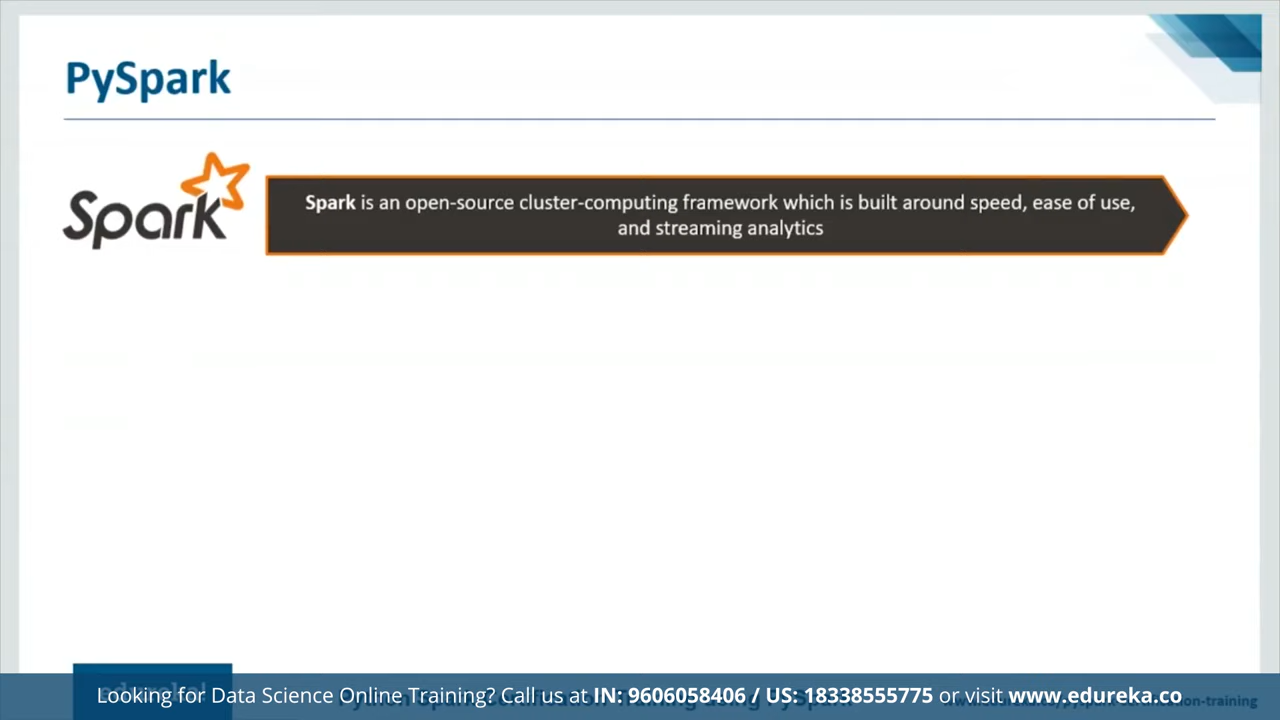 PySpark
Spark
Spark is an open-source cluster-computing framework which is built around speed, ease of use,
and streaming analytics
Looking for Data Science Online Training? Call us at IN: 9606058406 / US: 18338555775 or visit www.edureka.co